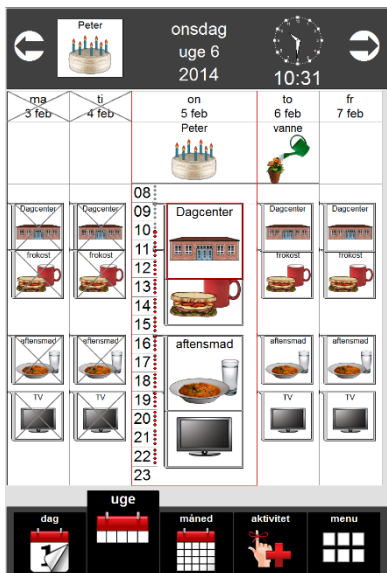 Peter
onsdag
uge 6
2014
10:31
ma
3 feb
ti
4 feb
on
5 feb
to
6 feb
fr
7 feb
Peter
vanne
08
09
10
11
12
13
14
15
16
17
18
19
20
21
22
23
Dagcenter
Dagcenter
Dagcenter
Dagcenter
Dagcenter
frokost
frokost
frokost
frokost
aftensmad
aftensmad
aftensmad
aftensmad
aftensmad
TV
TV
TV
TV
dag
uge
måned
aktivitet
menu